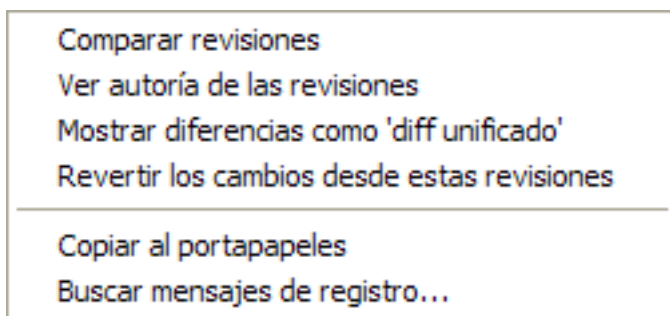 Comparar revisiones
Ver autoría de las revisiones
Mostrar diferencias como 'diff unificado'
Revertir los cambios desde estas revisiones
Copiar al portapapeles
Buscar mensajes de registro...